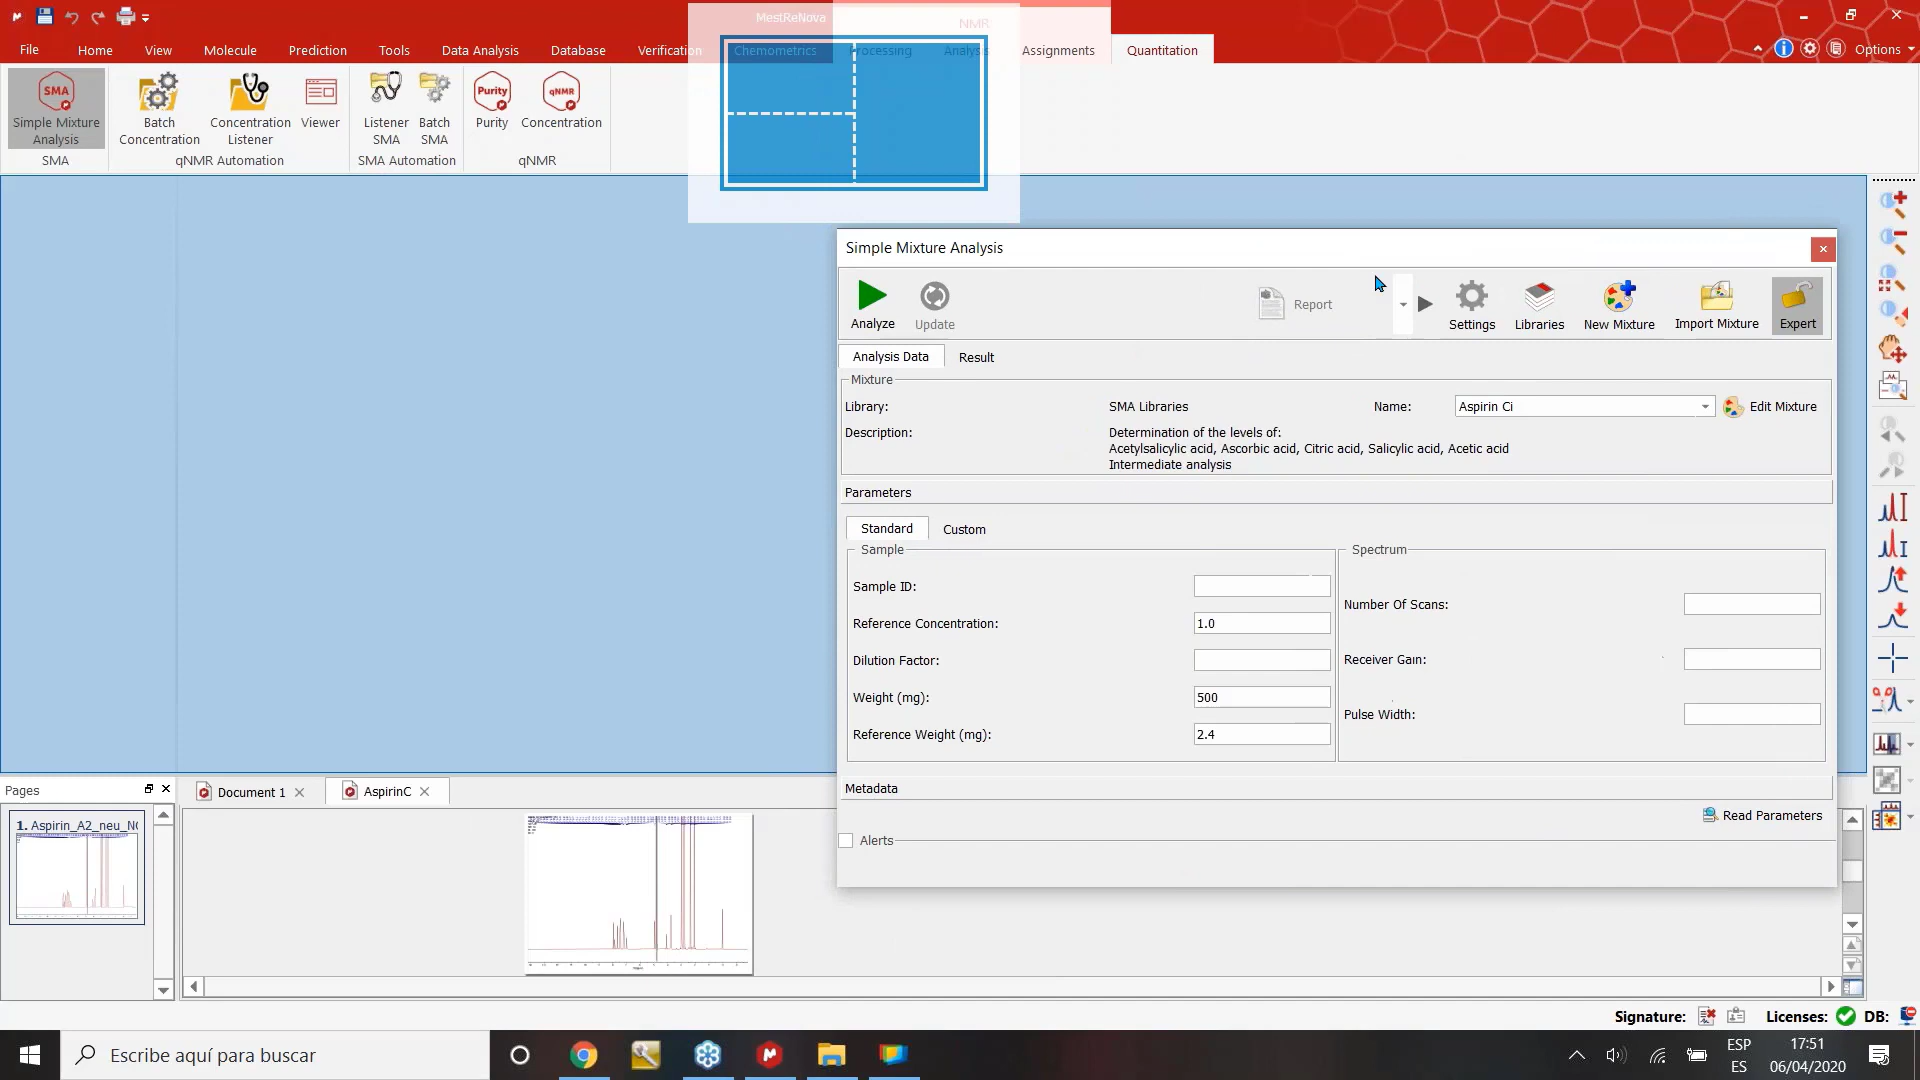 MestReNova
NMR
File Home View Molecule Prediction Tools Data Analysis Database Verification Chemometrics Processing Analysis Assignments Quantitation Options
SMA
Purity
qNMR
Simple Mixture Analysis
Batch Concentration
Concentration Listener
Viewer
Listener SMA
Batch SMA
Purity
Concentration
SMA
qNMR Automation
SMA Automation
qNMR
Simple Mixture Analysis
Analyze
Update
Report
Settings
Libraries
New Mixture
Import Mixture
Expert
Analysis Data
Result
Mixture
Library:
SMA Libraries
Name:
Aspirin Ci
Edit Mixture
Description:
Determination of the levels of:
Acetylsalicylic acid, Ascorbic acid, Citric acid, Salicylic acid, Acetic acid
Intermediate analysis
Parameters
Standard
Custom
Sample
Spectrum
Sample ID:
Reference Concentration:
1.0
Dilution Factor:
Weight (mg):
500
Reference Weight (mg):
2.4
Number Of Scans:
Receiver Gain:
Pulse Width:
Metadata
Read Parameters
Alerts
Pages
Document 1
AspirinC
1. Aspirin_A2_neu_N
Signature:
Licenses:
DB:
Escribe aquí para buscar
ESP
ES
17:51
06/04/2020